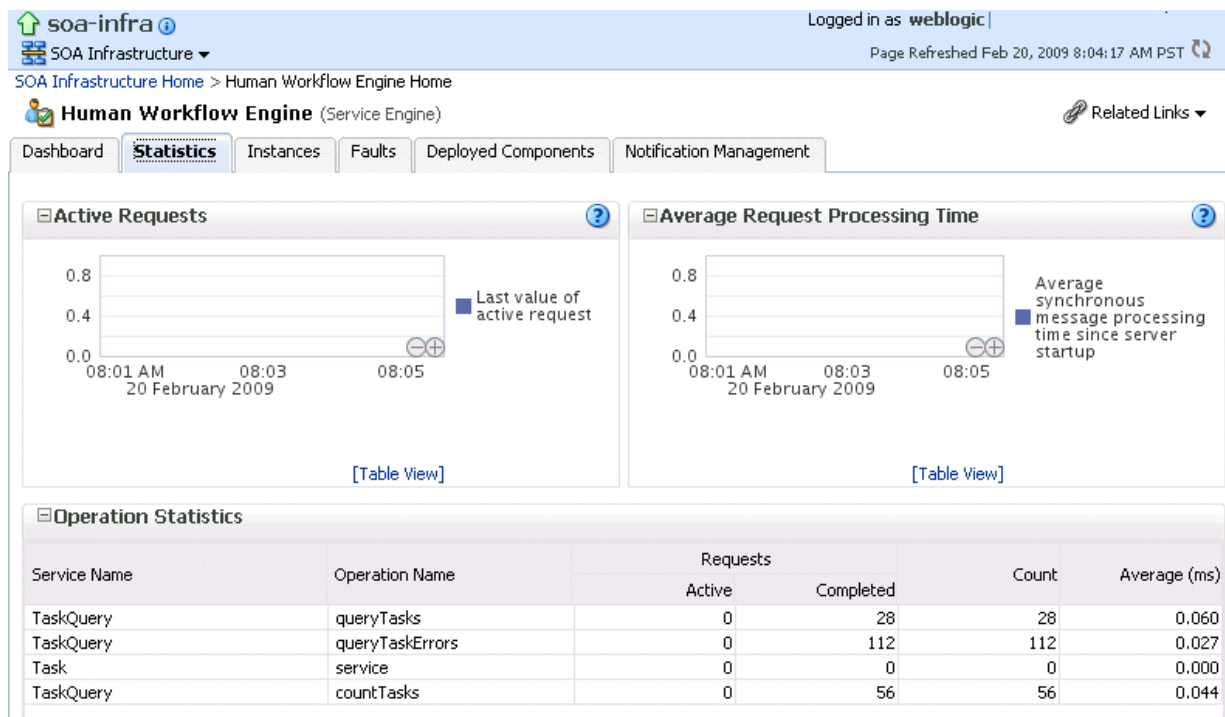 soa-infra
Logged in as weblogic
SOA Infrastructure
Page Refreshed Feb 20, 2009 8:04:17 AM PST
SOA Infrastructure Home > Human Workflow Engine Home
Human Workflow Engine (Service Engine)
Related Links
Dashboard Statistics Instances Faults Deployed Components Notification Management
Active Requests
0.8
0.4
0.0
08:01 AM 08:03 08:05
20 February 2009
Last value of
active request
[Table View]
Average Request Processing Time
0.8
0.4
0.0
08:01 AM 08:03 08:05
20 February 2009
Average
synchronous
message processing
time since server
startup
[Table View]
Operation Statistics
Service Name Operation Name Requests Count Average (ms)
Active Completed
TaskQuery queryTasks 0 28 28 0.060
TaskQuery queryTaskErrors 0 112 112 0.027
Task service 0 0 0 0.000
TaskQuery countTasks 0 56 56 0.044